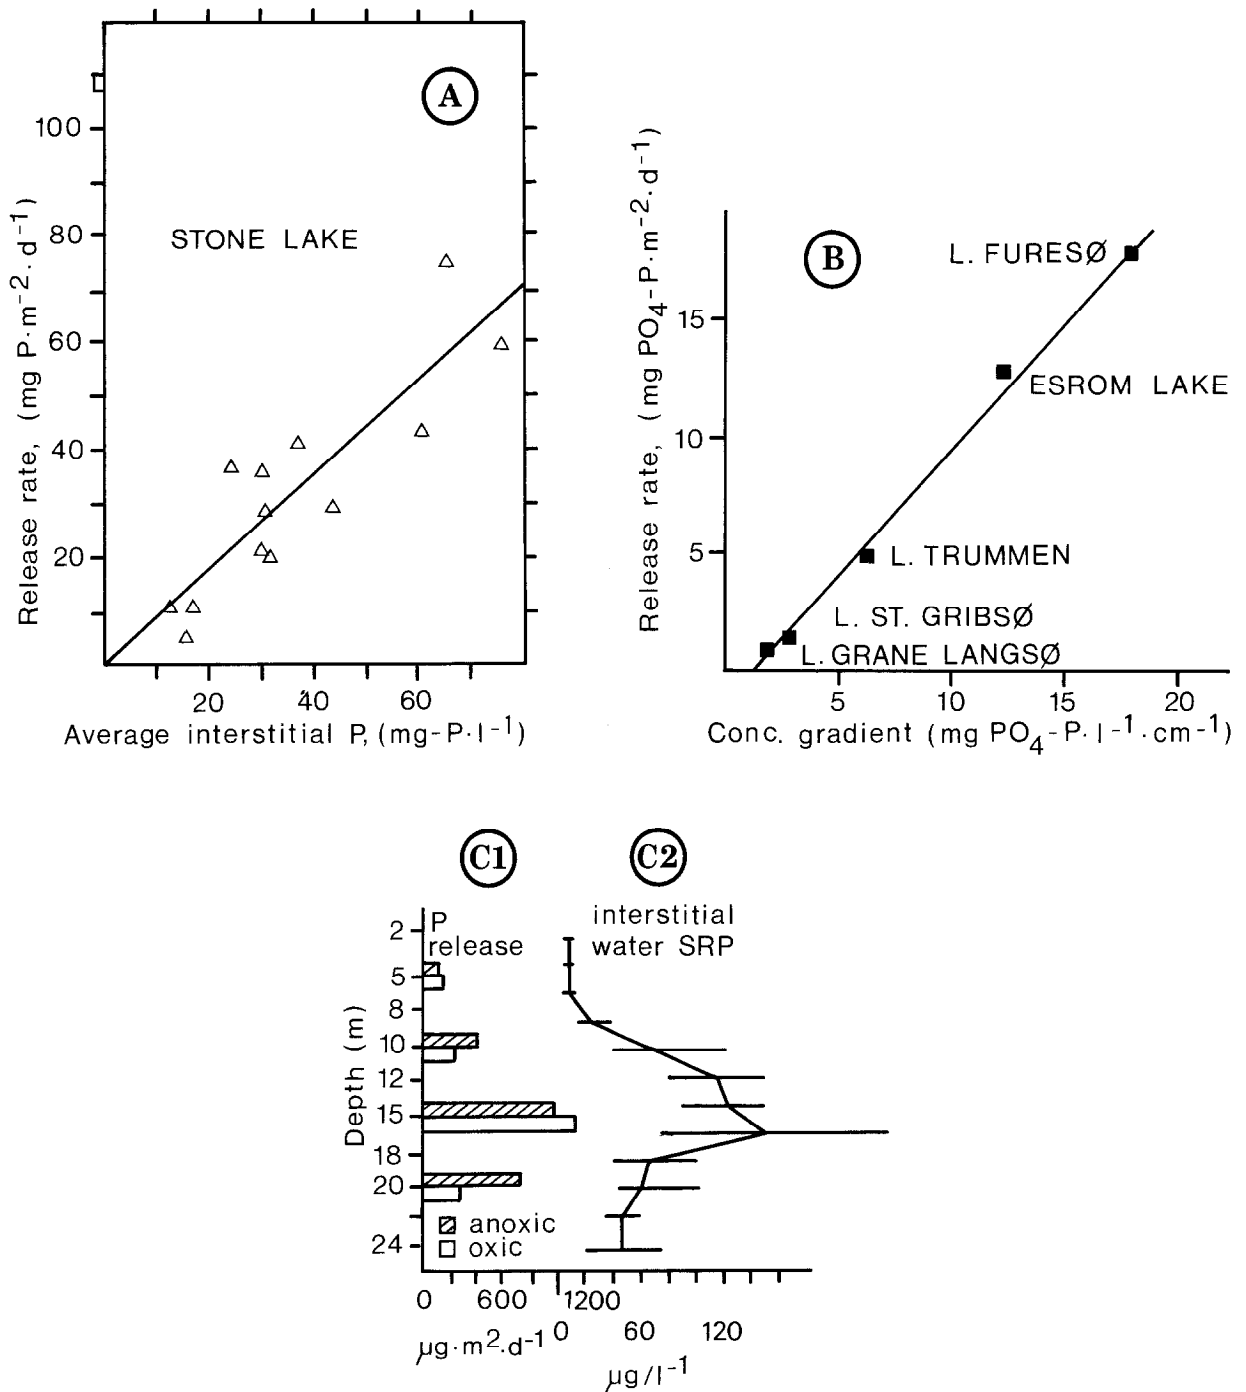 A
100
80
60
40
20
STONE LAKE
Release rate, (mg P·m⁻²·d⁻¹)
20 40 60
Average interstitial P, (mg-P·l⁻¹)
B
15
10
5
L. FURESØ
ESROM LAKE
L. TRUMMEN
L. ST. GRIBSØ
L. GRANE LANGSØ
Release rate, (mg PO₄-P·m⁻²·d⁻¹)
5 10 15 20
Conc. gradient (mg PO₄-P·l⁻¹·cm⁻¹)
C1
C2
P
release
interstitial
water SRP
2
5
8
10
12
15
18
20
24
Depth (m)
anoxic
oxic
0 600 1200
µg·m²·d⁻¹
0 60 120
µg/l⁻¹